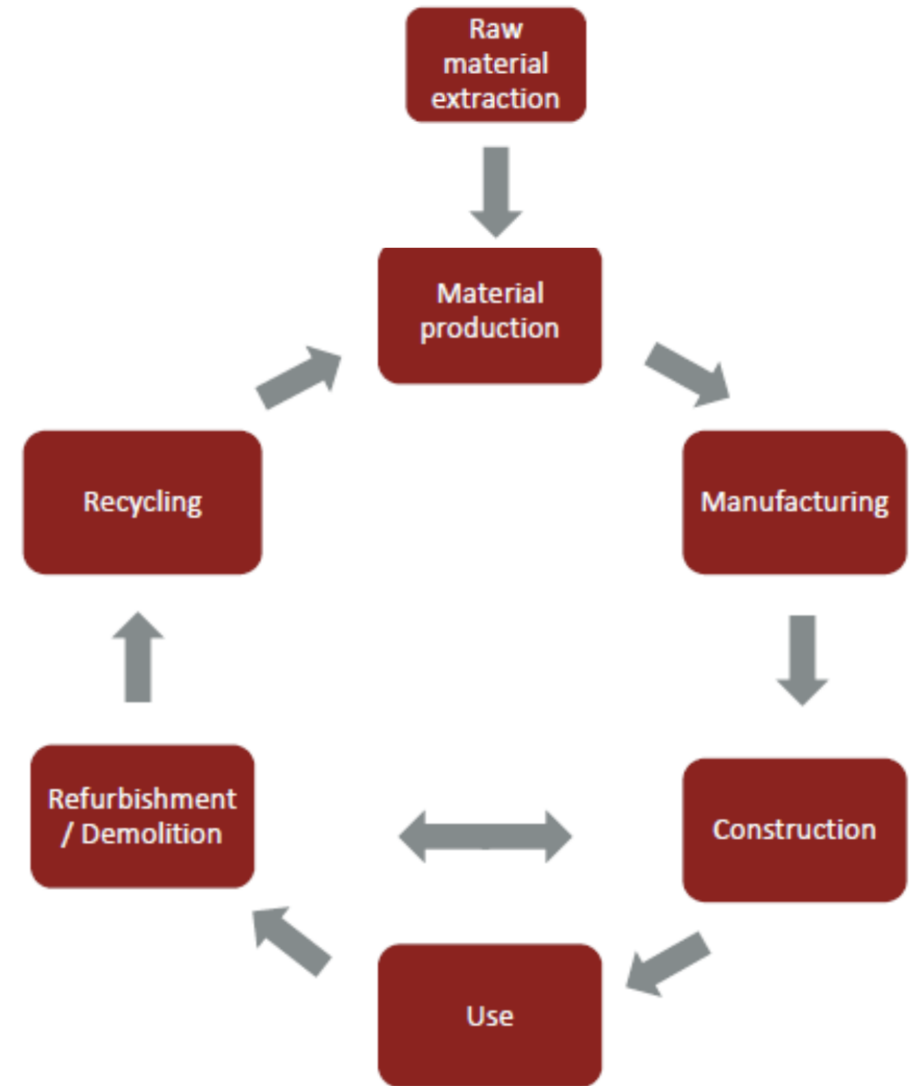 Raw
material
extraction
Material
production
Manufacturing
Construction
Use
Refurbishment
/ Demolition
Recycling